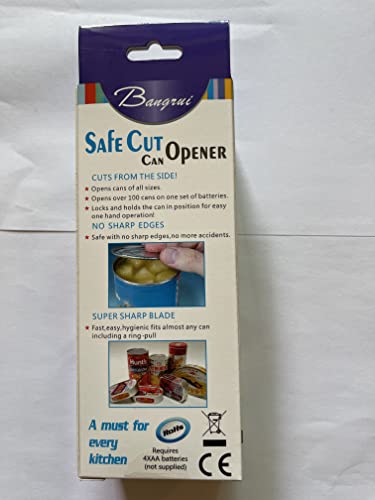 Bangrui
SAFE CUT
CAN OPENER
CUTS FROM THE SIDE!
Opens cans of all sizes.
Opens over 100 cans on one set of batteries.
Locks and holds the can in position for easy
one hand operation!
NO SHARP EDGES
Safe with no sharp edges,no more accidents.
SUPER SHARP BLADE
Fast,easy,hygienic fits almost any can
including a ring-pull
A must for
every
kitchen
RoHs
Requires
4XAA batteries
(not supplied)
CE